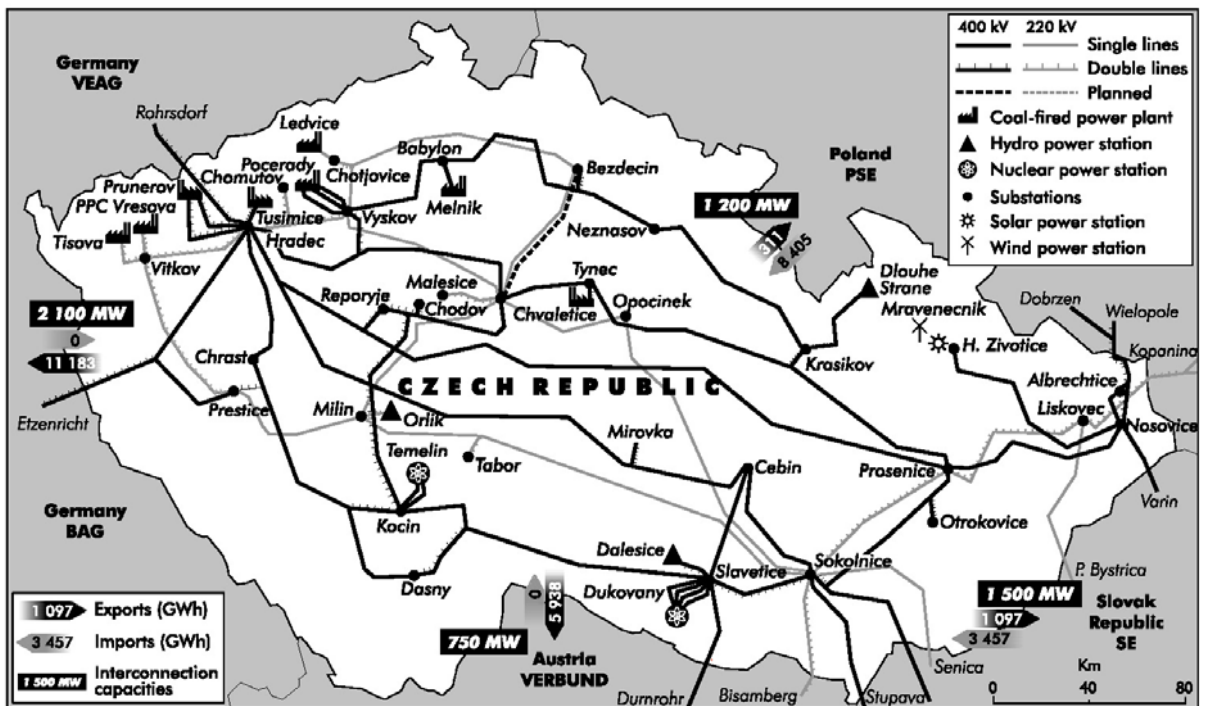 400 kV 220 kV
Single lines
Double lines
Planned
Coal-fired power plant
Hydro power station
Nuclear power station
Substations
Solar power station
Wind power station
Germany
VEAG
Rohrsdorf
Ledvice
Babylon
Bezdecin
Poland
PSE
Pocerady
Chotjovice
Prunerov
Chomutov
Melnik
PPC Vresova
Tusimice
Vyskov
Tisova
Hradec
Neznasov
1 200 MW
311
8 405
Vitkov
Malesice
Tynec
Dlouhe
Strane
Reporyje
Chodov
Chvaletice
Opocinek
Mravenecnik
Dobrzen
Wielopole
2 100 MW
0
11 183
Krasikov
H. Zivotice
Kopanina
Chrast
CZECH REPUBLIC
Albrechtice
Prestice
Liskovec
Etzenricht
Milin
Orlik
Nosovice
Mirovka
Temelin
Tabor
Cebin
Prosenice
Varin
Germany
BAG
Kocin
Otrokovice
Dalesice
Slavetice
Sokolnice
P. Bystrica
Dasny
Dukovany
1 500 MW
1 097
3 457
Slovak
Republic
SE
0
5 938
750 MW
Austria
VERBUND
Senica
Durnrohr
Bisamberg
Stupava
1 097 Exports (GWh)
3 457 Imports (GWh)
1 500 MW Interconnection
capacities
Km
0 40 80